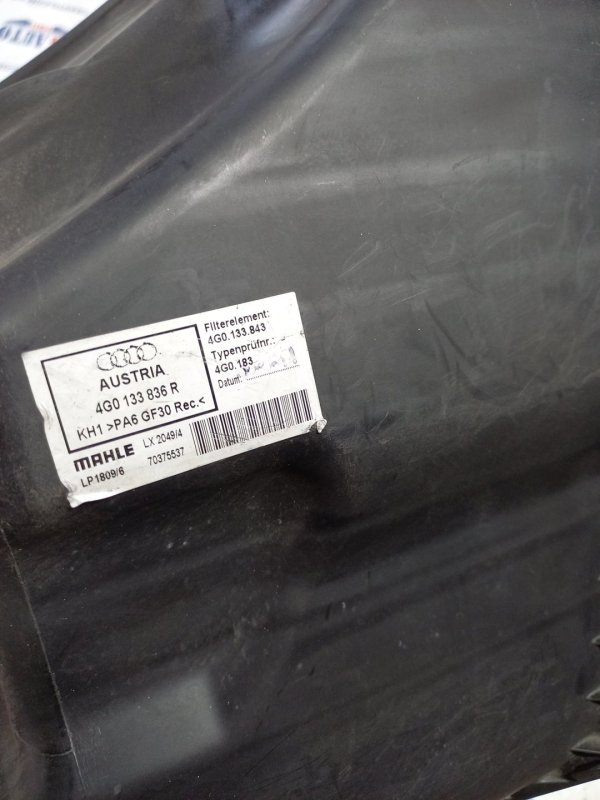 AUSTRIA
4G0 133 836 R
KH1 >PA6 GF30 Rec.<
Filterelement:
4G0.133.843
Typenprüfnr.:
4G0.183
Datum:
MAHLE
LX 2049/4
LP1809/6
70375537